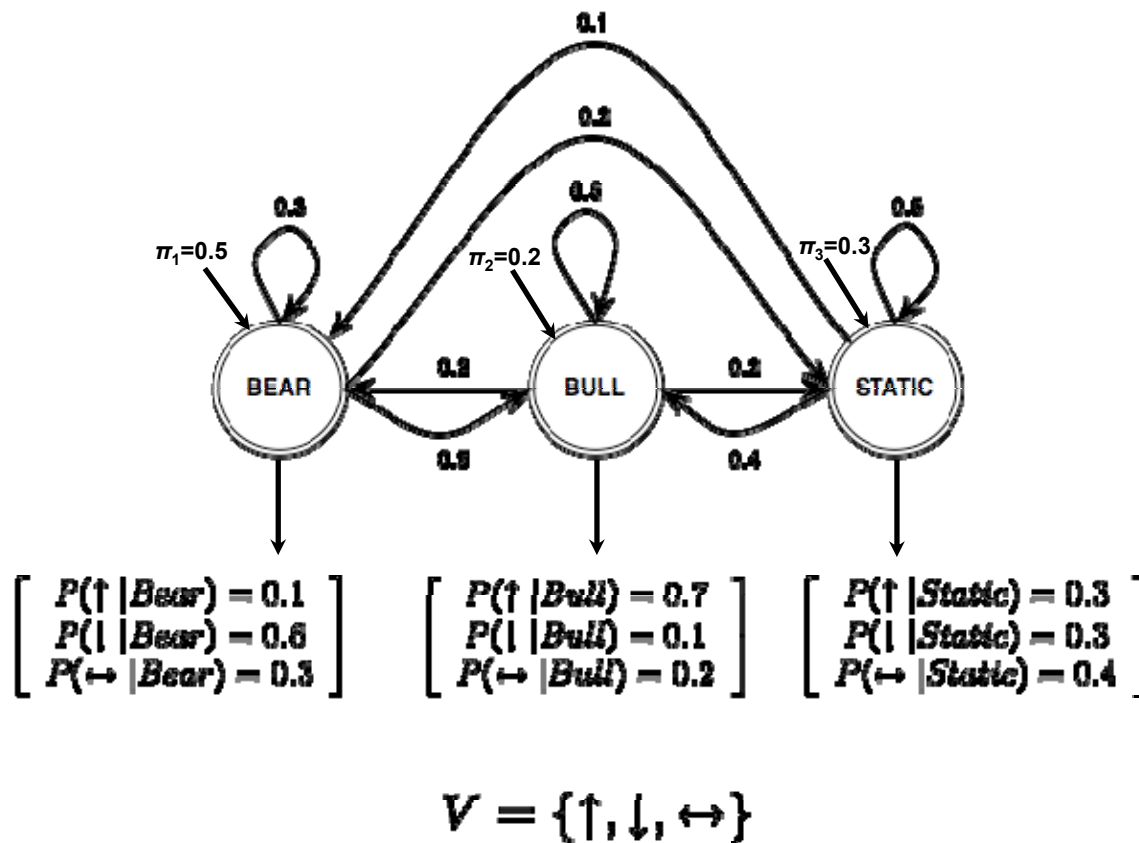 0.1
0.2
0.3 0.5 0.5
π₁=0.5 π₂=0.2 π₃=0.3
0.3 0.2
BEAR BULL STATIC
0.5 0.4
P(↑ |Bear) = 0.1 P(↑ |Bull) = 0.7 P(↑ |Static) = 0.3
P(↓ |Bear) = 0.6 P(↓ |Bull) = 0.1 P(↓ |Static) = 0.3
P(↔ |Bear) = 0.3 P(↔ |Bull) = 0.2 P(↔ |Static) = 0.4
V = {↑, ↓, ↔}